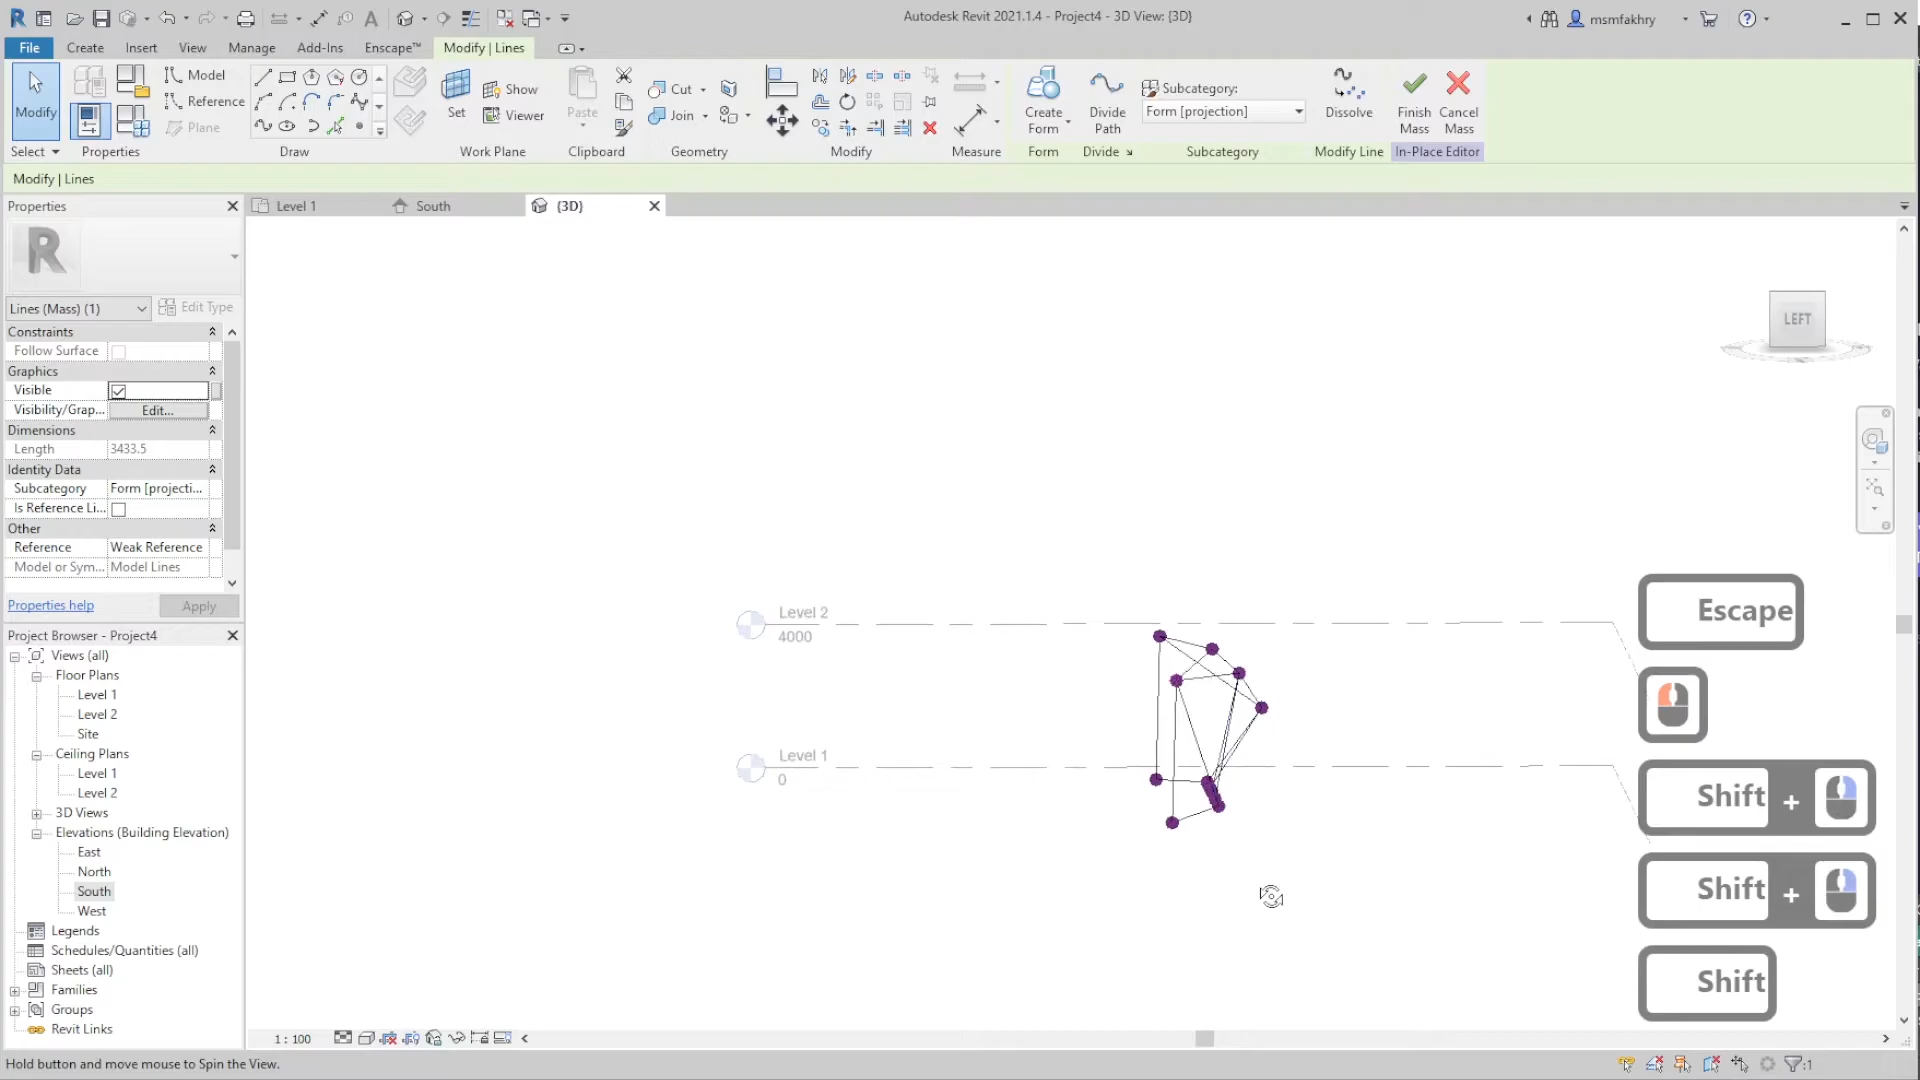 Autodesk Revit 2021.1.4 - Project4 - 3D View: {3D}
msmfakhry
File
Create
Insert
View
Manage
Add-Ins
Enscape™
Modify | Lines
Modify
Model
Reference
Plane
Set
Show
Viewer
Paste
Cut
Join
Create
Form
Divide
Path
Subcategory:
Form [projection]
Dissolve
Finish
Mass
Cancel
Mass
Select
Properties
Draw
Work Plane
Clipboard
Geometry
Modify
Measure
Form
Divide
Subcategory
Modify Line
In-Place Editor
Modify | Lines
Properties
Level 1
South
{3D}
R
Lines (Mass) (1)
Edit Type
Constraints
Follow Surface
Graphics
Visible
Visibility/Grap...
Edit...
Dimensions
Length
3433.5
Identity Data
Subcategory
Form [projecti...
Is Reference Li...
Other
Reference
Weak Reference
Model or Sym...
Model Lines
Properties help
Apply
Project Browser - Project4
Views (all)
Floor Plans
Level 1
Level 2
Site
Ceiling Plans
Level 1
Level 2
3D Views
Elevations (Building Elevation)
East
North
South
West
Legends
Schedules/Quantities (all)
Sheets (all)
Families
Groups
Revit Links
LEFT
Level 2
4000
Level 1
0
Escape
Shift +
Shift +
Shift
1 : 100
Hold button and move mouse to Spin the View.
:1